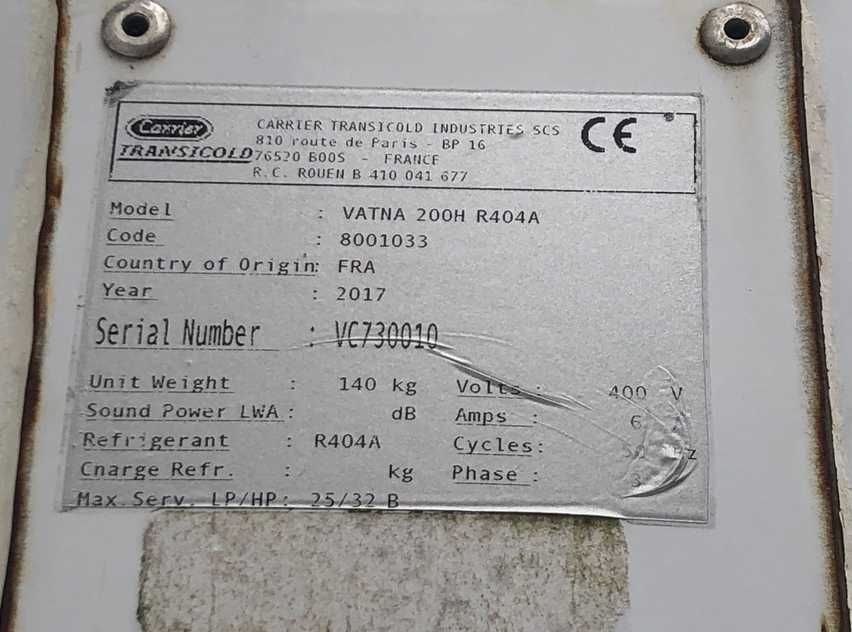 Carrier
TRANSICOLD
CARRIER TRANSICOLD INDUSTRIES SCS
810 route de Paris - BP 16
76520 BOOS - FRANCE
R.C. ROUEN B 410 041 677
CE
Model : VATNA 200H R404A
Code : 8001033
Country of Origin: FRA
Year : 2017
Serial Number : VC730010
Unit Weight : 140 kg Volts : 400 V
Sound Power LWA : dB Amps : 6
Refrigerant : R404A Cycles:
Charge Refr. : kg Phase : 3
Max.Serv. LP/HP: 25/32 B